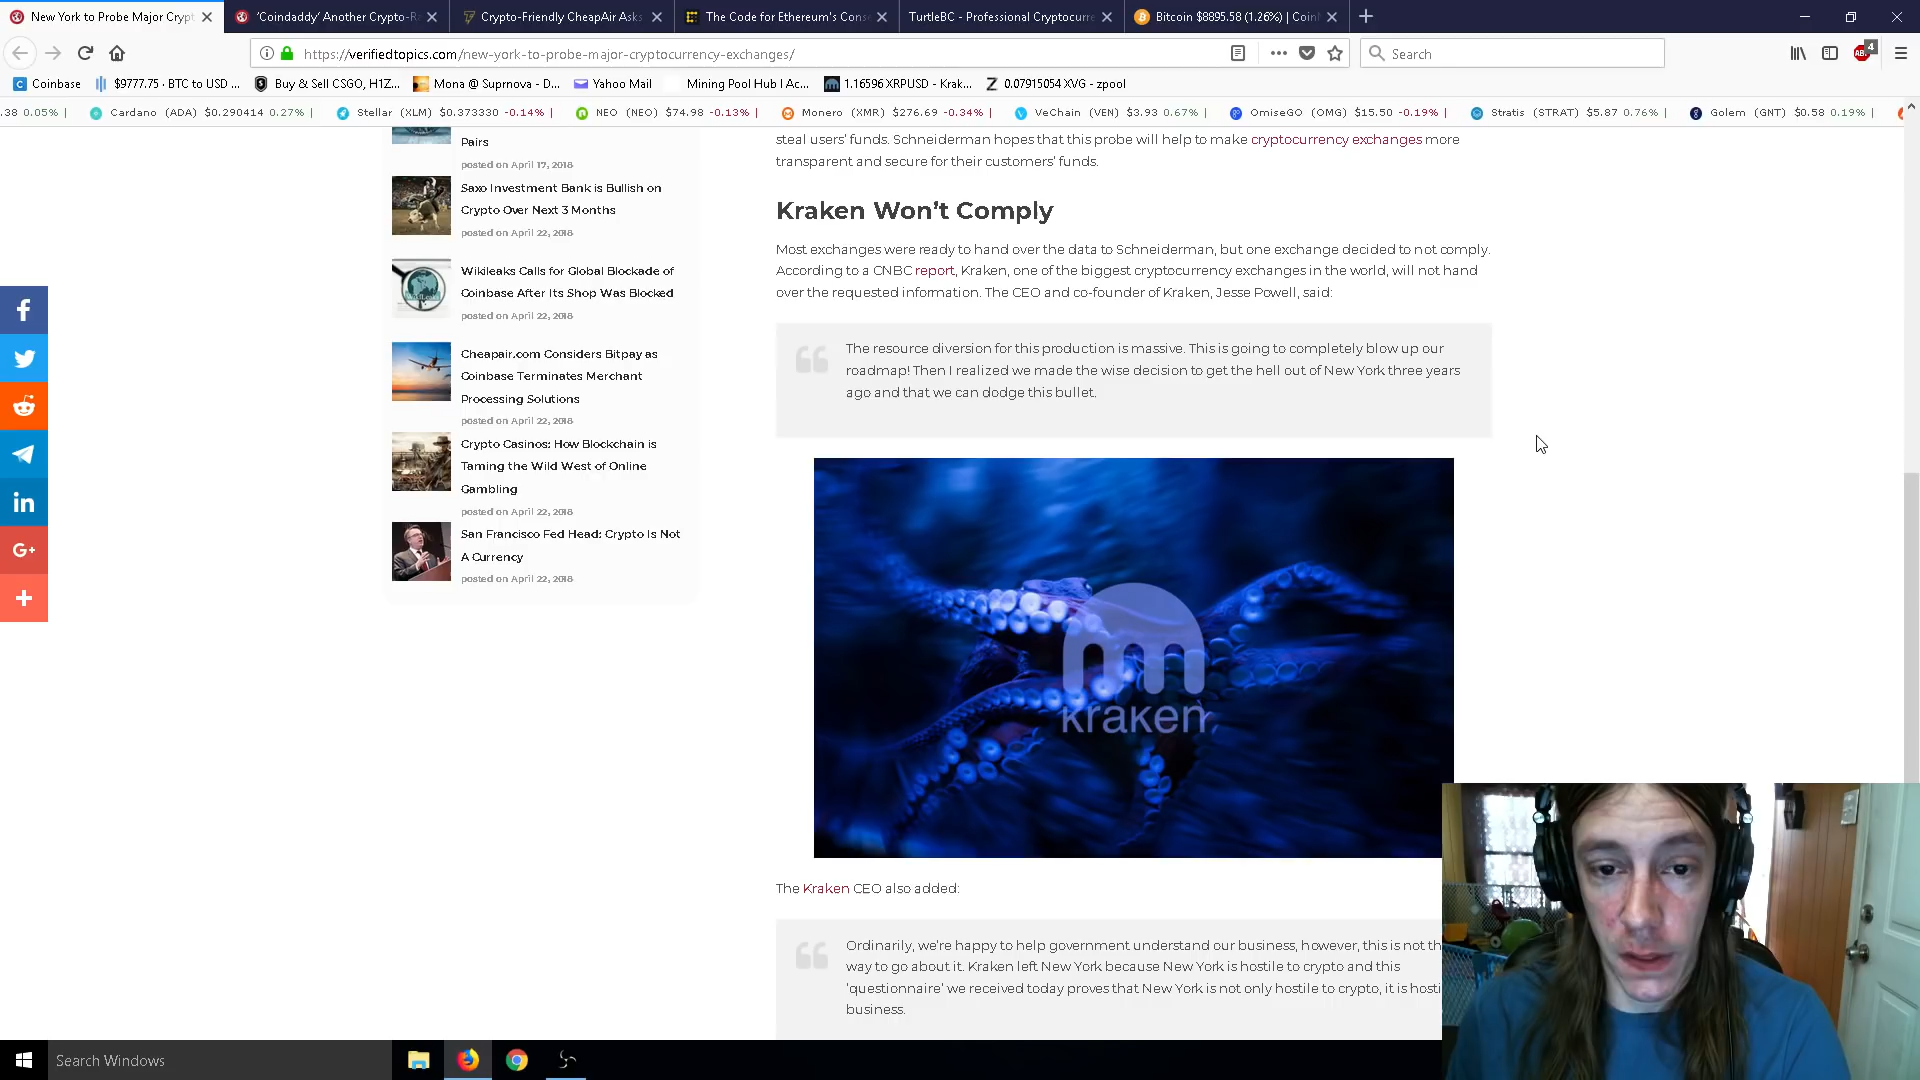 New York to Probe Major Crypt
'Coindaddy' Another Crypto-R
Crypto-Friendly CheapAir Asks
The Code for Ethereum's Cons
TurtleBC - Professional Cryptocurre
Bitcoin $8895.58 (1.26%) | Coin
https://verifiedtopics.com/new-york-to-probe-major-cryptocurrency-exchanges/
Search
4
Coinbase
$9777.75 · BTC to USD ...
Buy & Sell CSGO, H1Z...
Mona @ Suprnova - D...
Yahoo Mail
Mining Pool Hub | Ac...
1.16596 XRPUSD - Krak...
0.07915054 XVG - zpool
.38 0.05% |
Cardano (ADA) $0.290414 0.27% |
Stellar (XLM) $0.373330 -0.14% |
NEO (NEO) $74.98 -0.13% |
Monero (XMR) $276.69 -0.34% |
VeChain (VEN) $3.93 0.67% |
OmiseGO (OMG) $15.50 -0.19% |
Stratis (STRAT) $5.87 0.76% |
Golem (GNT) $0.58 0.19% |
Pairs
posted on April 17, 2018
Saxo Investment Bank is Bullish on
Crypto Over Next 3 Months
posted on April 22, 2018
Wikileaks Calls for Global Blockade of
Coinbase After Its Shop Was Blocked
posted on April 22, 2018
Cheapair.com Considers Bitpay as
Coinbase Terminates Merchant
Processing Solutions
posted on April 22, 2018
Crypto Casinos: How Blockchain is
Taming the Wild West of Online
Gambling
posted on April 22, 2018
San Francisco Fed Head: Crypto Is Not
A Currency
posted on April 22, 2018
steal users' funds. Schneiderman hopes that this probe will help to make cryptocurrency exchanges more
transparent and secure for their customers' funds.
Kraken Won't Comply
Most exchanges were ready to hand over the data to Schneiderman, but one exchange decided to not comply.
According to a CNBC report, Kraken, one of the biggest cryptocurrency exchanges in the world, will not hand
over the requested information. The CEO and co-founder of Kraken, Jesse Powell, said:
The resource diversion for this production is massive. This is going to completely blow up our
roadmap! Then I realized we made the wise decision to get the hell out of New York three years
ago and that we can dodge this bullet.
kraken
The Kraken CEO also added:
Ordinarily, we're happy to help government understand our business, however, this is not th
way to go about it. Kraken left New York because New York is hostile to crypto and this
'questionnaire' we received today proves that New York is not only hostile to crypto, it is hosti
business.
Search Windows